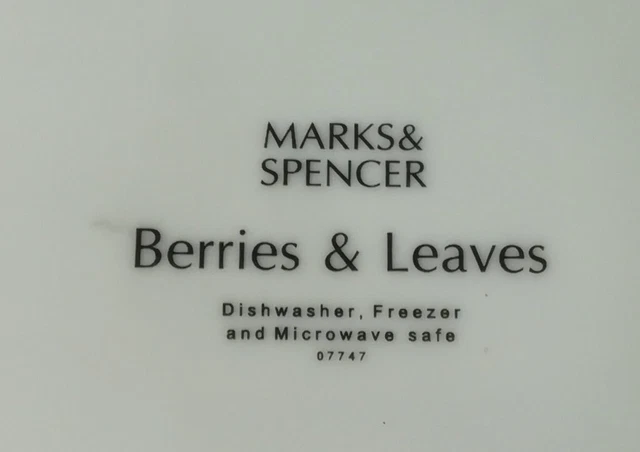 MARKS&
SPENCER
Berries & Leaves
Dishwasher, Freezer
and Microwave safe
07747